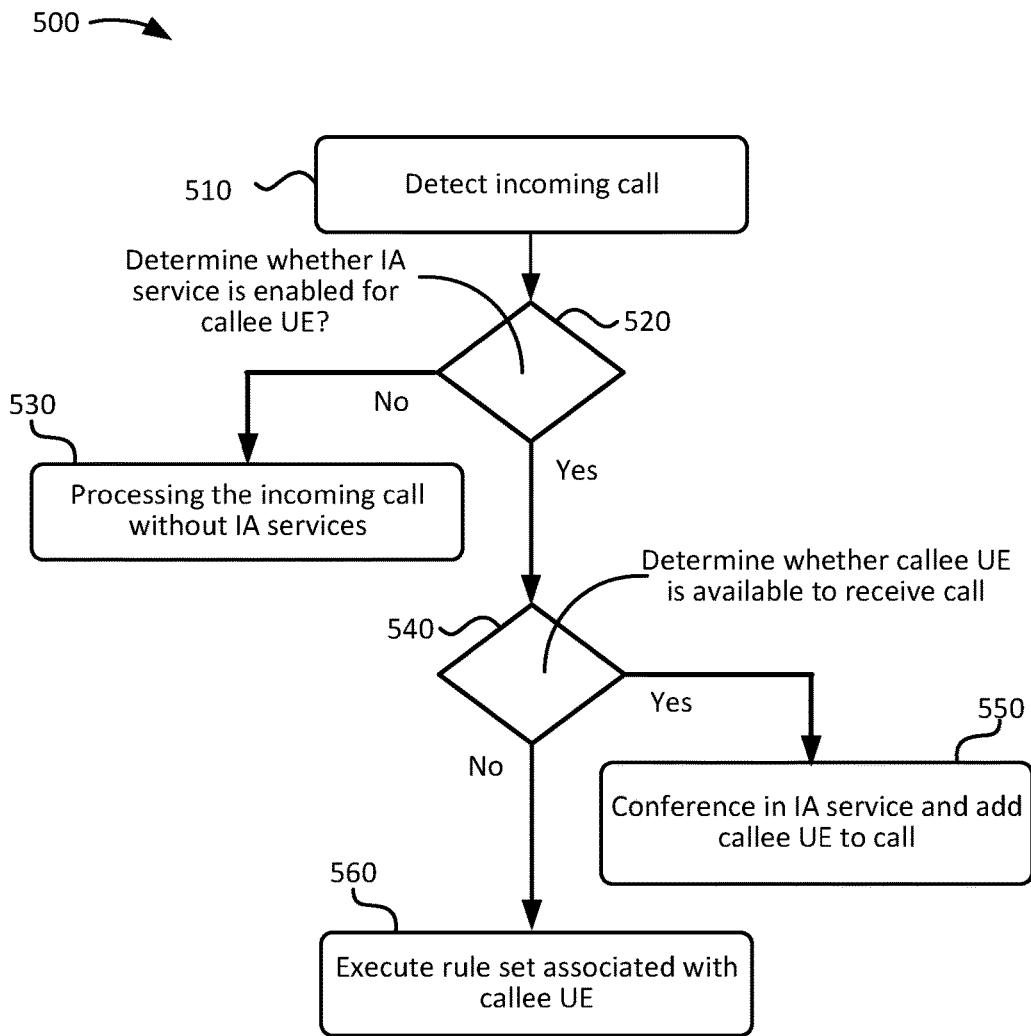 500
510
Detect incoming call
Determine whether IA
service is enabled for
callee UE?
520
No
530
Processing the incoming call
without IA services
Yes
Determine whether callee UE
is available to receive call
540
Yes
550
No
Conference in IA service and add
callee UE to call
560
Execute rule set associated with
callee UE